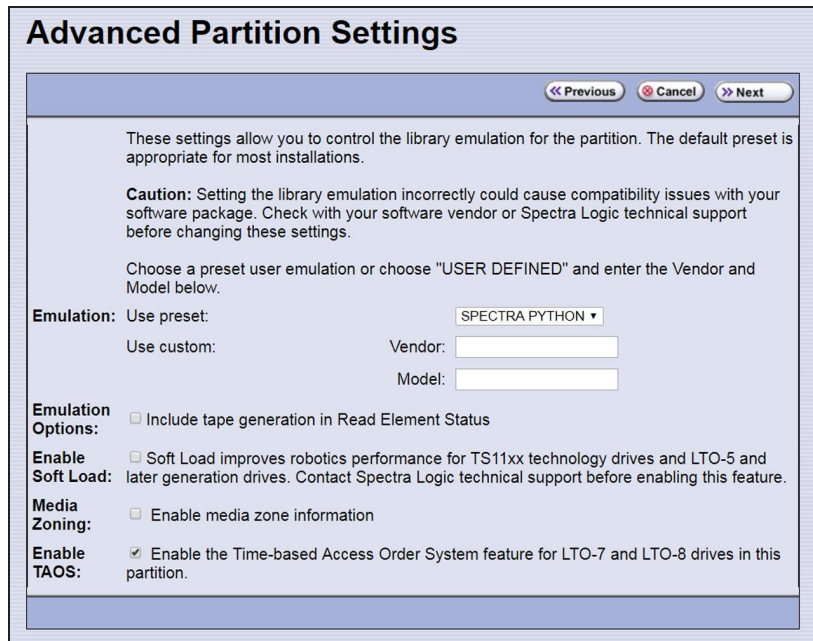 Advanced Partition Settings
Previous Cancel Next
These settings allow you to control the library emulation for the partition. The default preset is
appropriate for most installations.
Caution: Setting the library emulation incorrectly could cause compatibility issues with your
software package. Check with your software vendor or Spectra Logic technical support
before changing these settings.
Choose a preset user emulation or choose "USER DEFINED" and enter the Vendor and
Model below.
Emulation: Use preset: SPECTRA PYTHON
Use custom: Vendor:
Model:
Emulation
Options: Include tape generation in Read Element Status
Enable
Soft Load: Soft Load improves robotics performance for TS11xx technology drives and LTO-5 and
later generation drives. Contact Spectra Logic technical support before enabling this feature.
Media
Zoning: Enable media zone information
Enable
TAOS: Enable the Time-based Access Order System feature for LTO-7 and LTO-8 drives in this
partition.